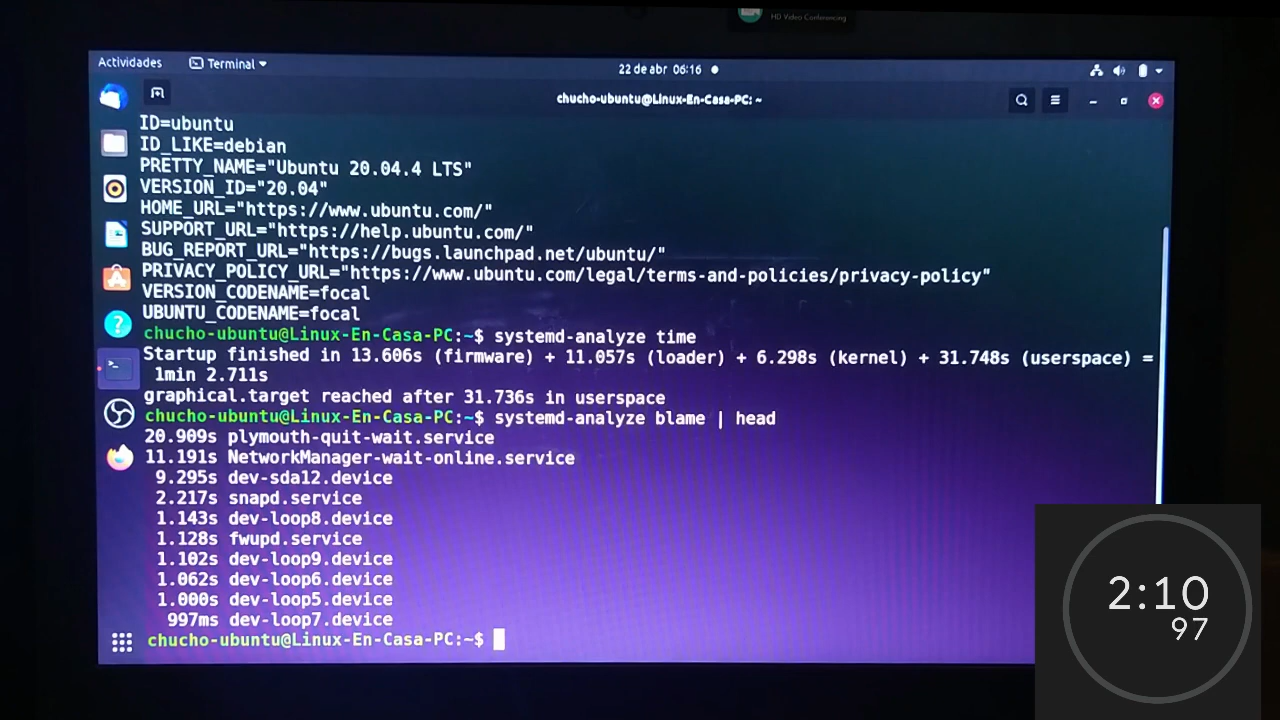 HD Video Conferencing
Actividades
Terminal
22 de abr 06:16
chucho-ubuntu@Linux-En-Casa-PC: ~
ID=ubuntu
ID_LIKE=debian
PRETTY_NAME="Ubuntu 20.04.4 LTS"
VERSION_ID="20.04"
HOME_URL="https://www.ubuntu.com/"
SUPPORT_URL="https://help.ubuntu.com/"
BUG_REPORT_URL="https://bugs.launchpad.net/ubuntu/"
PRIVACY_POLICY_URL="https://www.ubuntu.com/legal/terms-and-policies/privacy-policy"
VERSION_CODENAME=focal
UBUNTU_CODENAME=focal
chucho-ubuntu@Linux-En-Casa-PC:~$ systemd-analyze time
Startup finished in 13.606s (firmware) + 11.057s (loader) + 6.298s (kernel) + 31.748s (userspace) =
1min 2.711s
graphical.target reached after 31.736s in userspace
chucho-ubuntu@Linux-En-Casa-PC:~$ systemd-analyze blame | head
20.909s plymouth-quit-wait.service
11.191s NetworkManager-wait-online.service
9.295s dev-sda12.device
2.217s snapd.service
1.143s dev-loop8.device
1.128s fwupd.service
1.102s dev-loop9.device
1.062s dev-loop6.device
1.000s dev-loop5.device
997ms dev-loop7.device
chucho-ubuntu@Linux-En-Casa-PC:~$
2:10
97